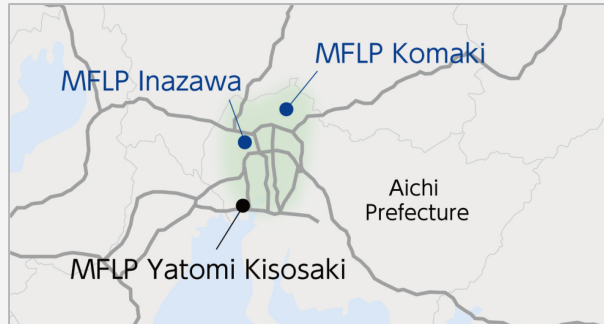 MFLP Komaki
MFLP Inazawa
Aichi
Prefecture
MFLP Yatomi Kisosaki